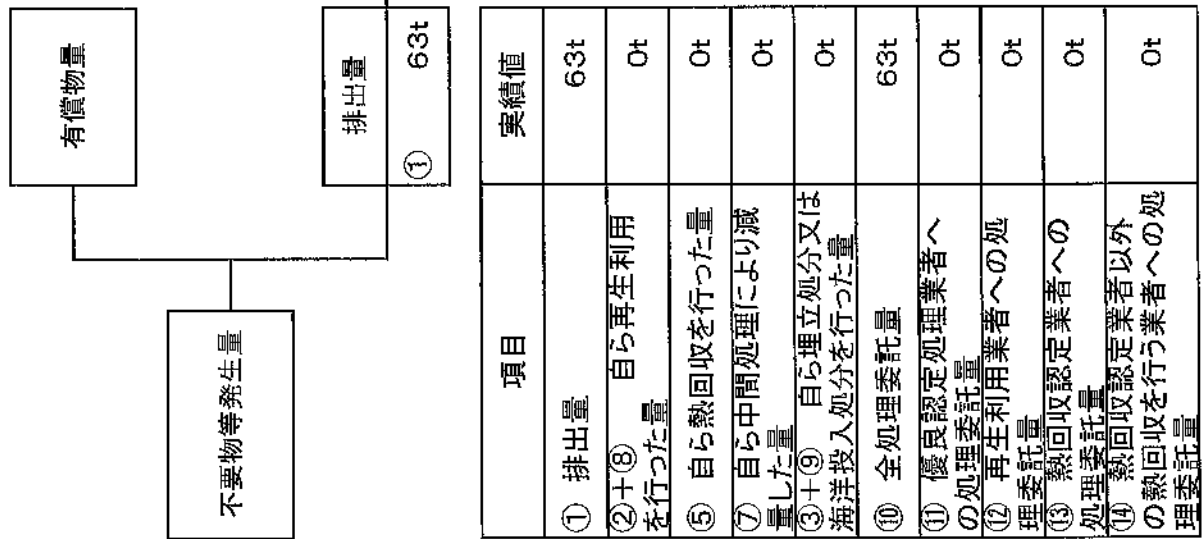 有償物量
不要物等発生量
排出量
① 63t
項目 実績値
① 排出量 63t
②+⑧ 自ら再生利用
を行った量 0t
⑤ 自ら熱回収を行った量 0t
⑦ 自ら中間処理により減
量した量 0t
③+⑨ 自ら埋立処分又は
海洋投入処分を行った量 0t
⑩ 全処理委託量 63t
⑪ 優良認定処理業者へ
の処理委託量 0t
⑫ 再生利用業者への処
理委託量 0t
⑬ 熱回収認定業者への
処理委託量 0t
⑭ 熱回収認定業者以外
の熱回収を行う業者への処
理委託量 0t